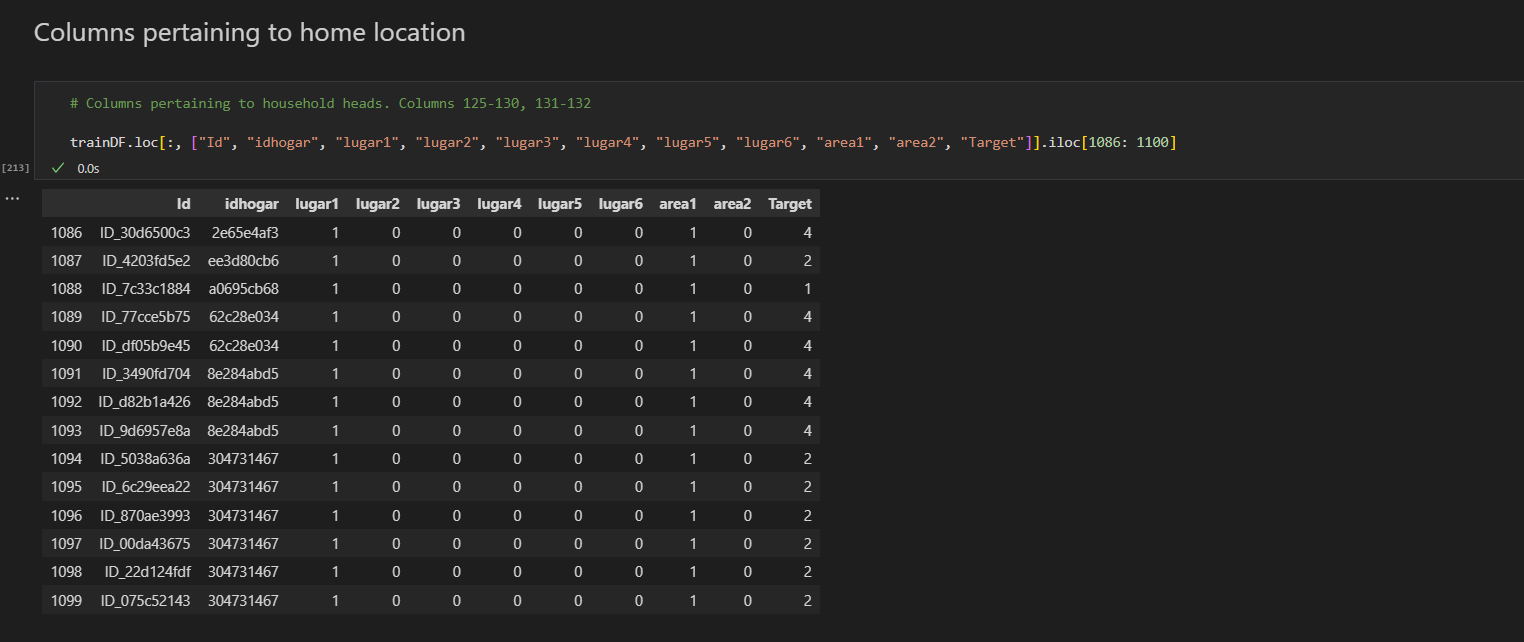 Columns pertaining to home location
# Columns pertaining to household heads. Columns 125-130, 131-132
trainDF.loc[:, ["Id", "idhogar", "lugar1", "lugar2", "lugar3", "lugar4", "lugar5", "lugar6", "area1", "area2", "Target"]].iloc[1086: 1100]
[213] ✓ 0.0s
...
Id idhogar lugar1 lugar2 lugar3 lugar4 lugar5 lugar6 area1 area2 Target
1086 ID_30d6500c3 2e65e4af3 1 0 0 0 0 0 1 0 4
1087 ID_4203fd5e2 ee3d80cb6 1 0 0 0 0 0 1 0 2
1088 ID_7c33c1884 a0695cb68 1 0 0 0 0 0 1 0 1
1089 ID_77cce5b75 62c28e034 1 0 0 0 0 0 1 0 4
1090 ID_df05b9e45 62c28e034 1 0 0 0 0 0 1 0 4
1091 ID_3490fd704 8e284abd5 1 0 0 0 0 0 1 0 4
1092 ID_d82b1a426 8e284abd5 1 0 0 0 0 0 1 0 4
1093 ID_9d6957e8a 8e284abd5 1 0 0 0 0 0 1 0 4
1094 ID_5038a636a 304731467 1 0 0 0 0 0 1 0 2
1095 ID_6c29eea22 304731467 1 0 0 0 0 0 1 0 2
1096 ID_870ae3993 304731467 1 0 0 0 0 0 1 0 2
1097 ID_00da43675 304731467 1 0 0 0 0 0 1 0 2
1098 ID_22d124fdf 304731467 1 0 0 0 0 0 1 0 2
1099 ID_075c52143 304731467 1 0 0 0 0 0 1 0 2